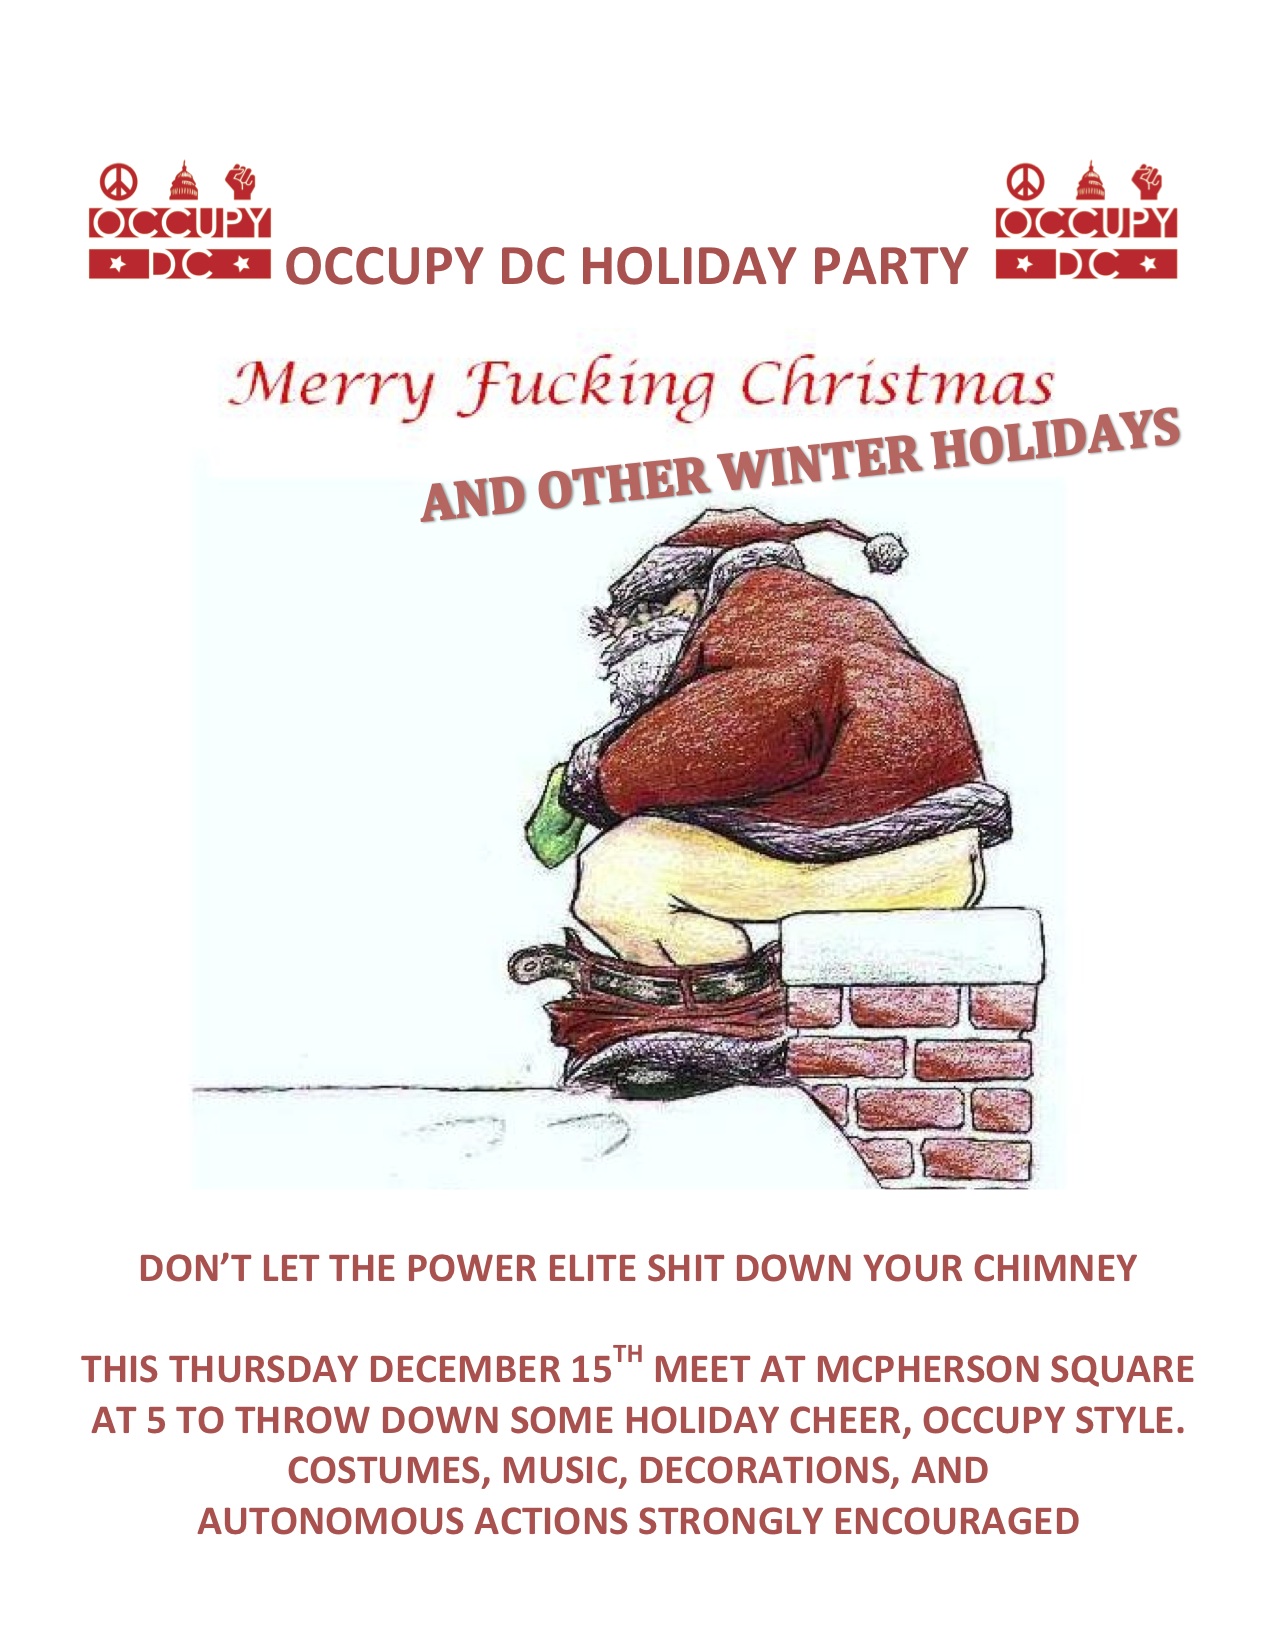 OCCUPY
DC
OCCUPY
DC
OCCUPY DC HOLIDAY PARTY
Merry Fucking Christmas
AND OTHER WINTER HOLIDAYS
DON’T LET THE POWER ELITE SHIT DOWN YOUR CHIMNEY
THIS THURSDAY DECEMBER 15TH MEET AT MCPHERSON SQUARE
AT 5 TO THROW DOWN SOME HOLIDAY CHEER, OCCUPY STYLE.
COSTUMES, MUSIC, DECORATIONS, AND
AUTONOMOUS ACTIONS STRONGLY ENCOURAGED